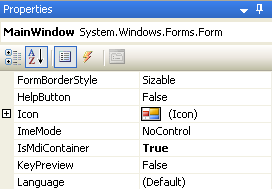 Properties
MainWindow System.Windows.Forms.Form
FormBorderStyle Sizable
HelpButton False
Icon (Icon)
ImeMode NoControl
IsMdiContainer True
KeyPreview False
Language (Default)